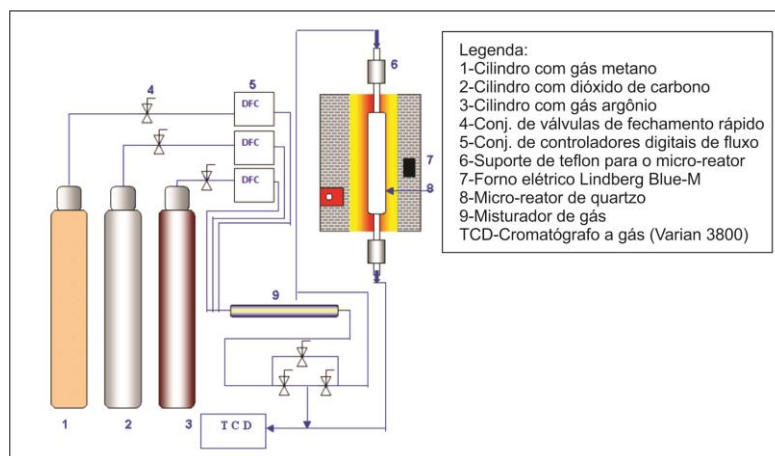 4
5
DFC
DFC
DFC
6
7
8
9
1
2
3
T C D
Legenda:
1-Cilindro com gás metano
2-Cilindro com dióxido de carbono
3-Cilindro com gás argônio
4-Conj. de válvulas de fechamento rápido
5-Conj. de controladores digitais de fluxo
6-Suporte de teflon para o micro-reator
7-Forno elétrico Lindberg Blue-M
8-Micro-reator de quartzo
9-Misturador de gás
TCD-Cromatógrafo a gás (Varian 3800)